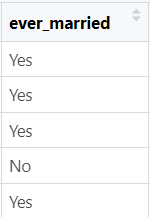 ever_married
Yes
Yes
Yes
No
Yes